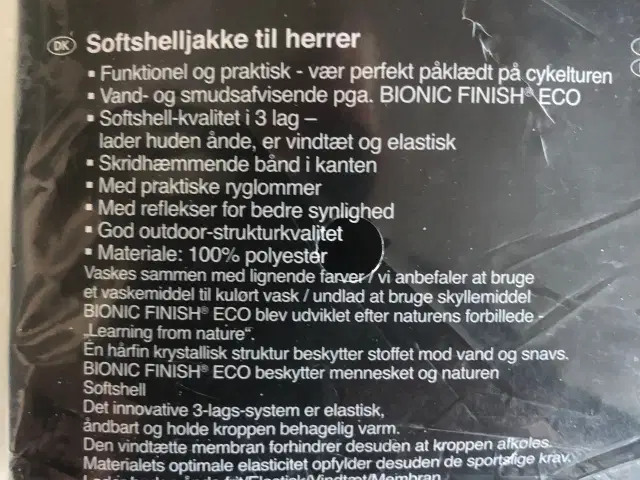 DK Softshelljakke til herrer
▪ Funktionel og praktisk - vær perfekt påklædt på cykelturen
▪ Vand- og smudsafvisende pga. BIONIC FINISH® ECO
▪ Softshell-kvalitet i 3 lag –
lader huden ånde, er vindtæt og elastisk
▪ Skridhæmmende bånd i kanten
▪ Med praktiske ryglommer
▪ Med reflekser for bedre synlighed
▪ God outdoor-strukturkvalitet
▪ Materiale: 100% polyester
Vaskes sammen med lignende farver / vi anbefaler at bruge
et vaskemiddel til kulørt vask / undlad at bruge skyllemiddel
BIONIC FINISH® ECO blev udviklet efter naturens forbillede -
„Learning from nature“.
En hårfin krystallisk struktur beskytter stoffet mod vand og snavs.
BIONIC FINISH® ECO beskytter mennesket og naturen
Softshell
Det innovative 3-lags-system er elastisk,
åndbart og holde kroppen behagelig varm.
Den vindtætte membran forhindrer desuden at kroppen afkøles.
Materialets optimale elasticitet opfylder desuden de sportslige krav.